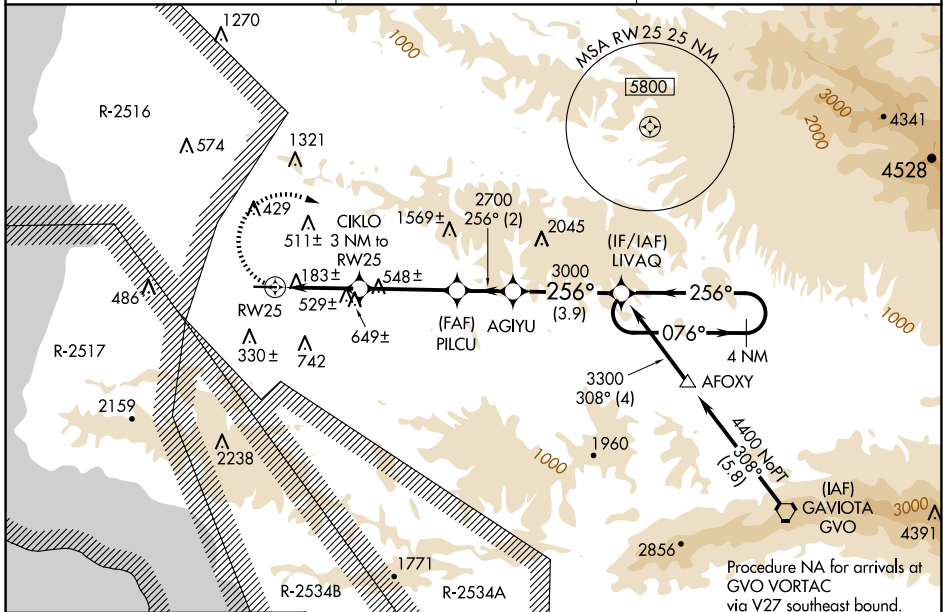 1270
1000
MSA RW25 25 NM
5800
3000
2000
4341
4528
R-2516
574
1321
429
511±
CIKLO
3 NM to
RW25
1569±
2700
256° (2)
2045
(IF/IAF)
LIVAQ
183±
548±
3000
256°
(3.9)
256°
076°
4 NM
1000
486
RW25
529±
649±
(FAF)
PILCU
AGIYU
R-2517
330±
742
3300
308° (4)
AFOXY
2159
2238
1000
1960
4400 NoPT
308°
(5.8)
(IAF)
GAVIOTA
GVO
3000
4391
2856
1771
R-2534B
R-2534A
Procedure NA for arrivals at
GVO VORTAC
via V27 southeast bound.